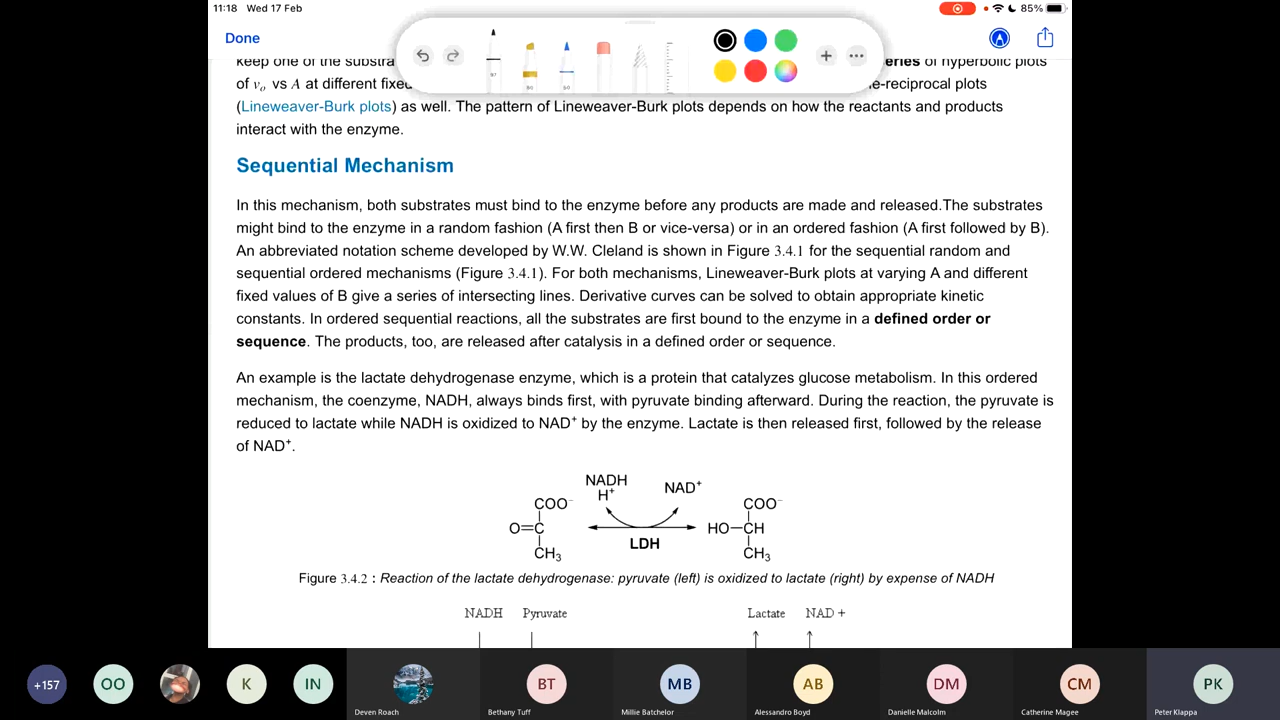 11:18 Wed 17 Feb
85%
Done
keep one of the substra eries of hyperbolic plots
of vₒ vs A at different fixed le-reciprocal plots
(Lineweaver-Burk plots) as well. The pattern of Lineweaver-Burk plots depends on how the reactants and products
interact with the enzyme.
Sequential Mechanism
In this mechanism, both substrates must bind to the enzyme before any products are made and released.The substrates
might bind to the enzyme in a random fashion (A first then B or vice-versa) or in an ordered fashion (A first followed by B).
An abbreviated notation scheme developed by W.W. Cleland is shown in Figure 3.4.1 for the sequential random and
sequential ordered mechanisms (Figure 3.4.1). For both mechanisms, Lineweaver-Burk plots at varying A and different
fixed values of B give a series of intersecting lines. Derivative curves can be solved to obtain appropriate kinetic
constants. In ordered sequential reactions, all the substrates are first bound to the enzyme in a defined order or
sequence. The products, too, are released after catalysis in a defined order or sequence.
An example is the lactate dehydrogenase enzyme, which is a protein that catalyzes glucose metabolism. In this ordered
mechanism, the coenzyme, NADH, always binds first, with pyruvate binding afterward. During the reaction, the pyruvate is
reduced to lactate while NADH is oxidized to NAD⁺ by the enzyme. Lactate is then released first, followed by the release
of NAD⁺.
NADH
H⁺ NAD⁺
COO⁻ COO⁻
O=C HO–CH
LDH
CH₃ CH₃
Figure 3.4.2 : Reaction of the lactate dehydrogenase: pyruvate (left) is oxidized to lactate (right) by expense of NADH
NADH Pyruvate Lactate NAD +
+157 OO K IN BT MB AB DM CM PK
Deven Roach Bethany Tuff Millie Batchelor Alessandro Boyd Danielle Malcolm Catherine Magee Peter Klappa